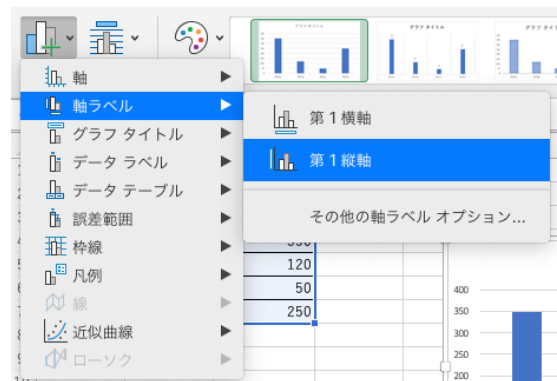 軸
軸ラベル
グラフ タイトル
データ ラベル
データ テーブル
誤差範囲
枠線
凡例
線
近似曲線
ローソク
第 1 横軸
第 1 縦軸
その他の軸ラベル オプション...
120
50
250
400
350
300
250
200